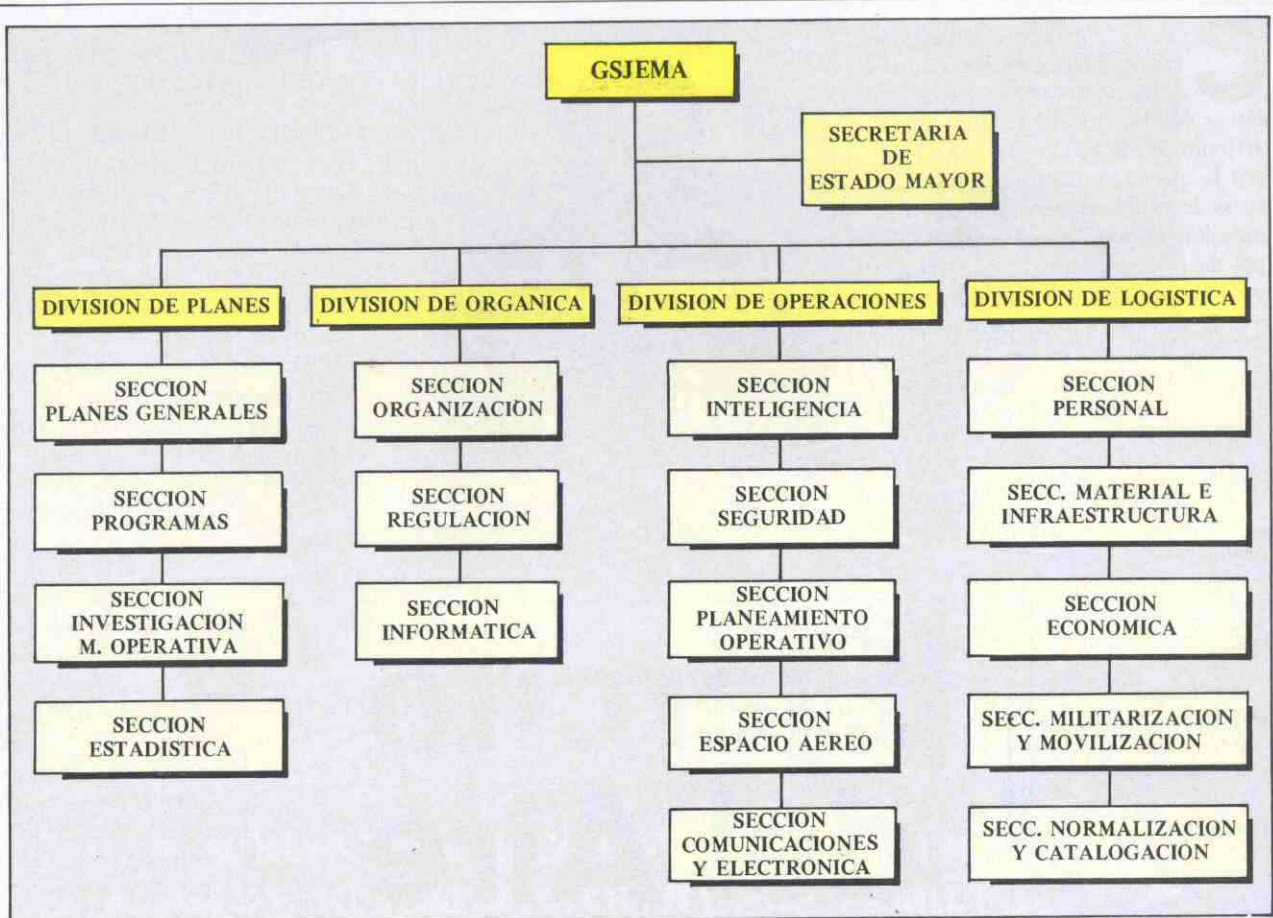 GSJEMA
SECRETARIA
DE
ESTADO MAYOR
DIVISION DE PLANES
SECCION
PLANES GENERALES
SECCION
PROGRAMAS
SECCION
INVESTIGACION
M. OPERATIVA
SECCION
ESTADISTICA
DIVISION DE ORGANICA
SECCION
ORGANIZACION
SECCION
REGULACION
SECCION
INFORMATICA
DIVISION DE OPERACIONES
SECCION
INTELIGENCIA
SECCION
SEGURIDAD
SECCION
PLANEAMIENTO
OPERATIVO
SECCION
ESPACIO AEREO
SECCION
COMUNICACIONES
Y ELECTRONICA
DIVISION DE LOGISTICA
SECCION
PERSONAL
SECC. MATERIAL E
INFRAESTRUCTURA
SECCION
ECONOMICA
SECC. MILITARIZACION
Y MOVILIZACION
SECC. NORMALIZACION
Y CATALOGACION